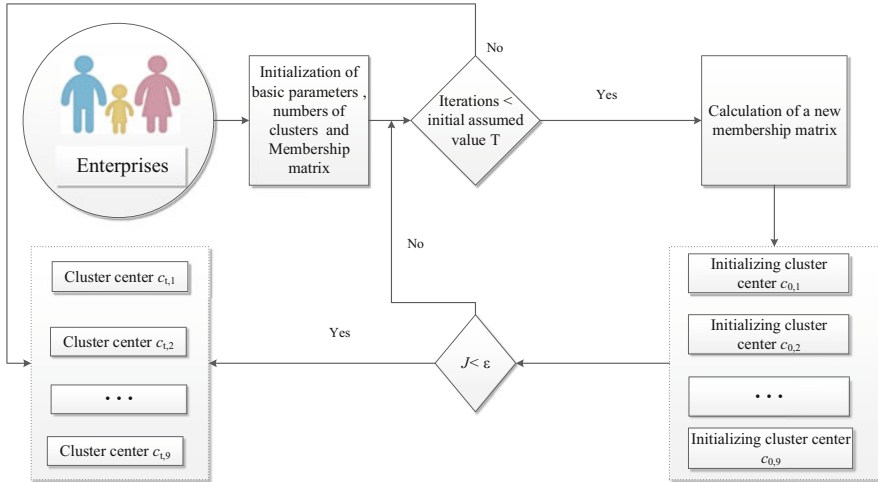 Enterprises
Initialization of
basic parameters ,
numbers of
clusters and
Membership
matrix
No
Iterations <
initial assumed
value T
Yes
Calculation of a new
membership matrix
No
Cluster center c_t,1
Cluster center c_t,2
...
Cluster center c_t,9
Yes
J< ε
Initializing cluster
center c_0,1
Initializing cluster
center c_0,2
...
Initializing cluster center
c_0,9